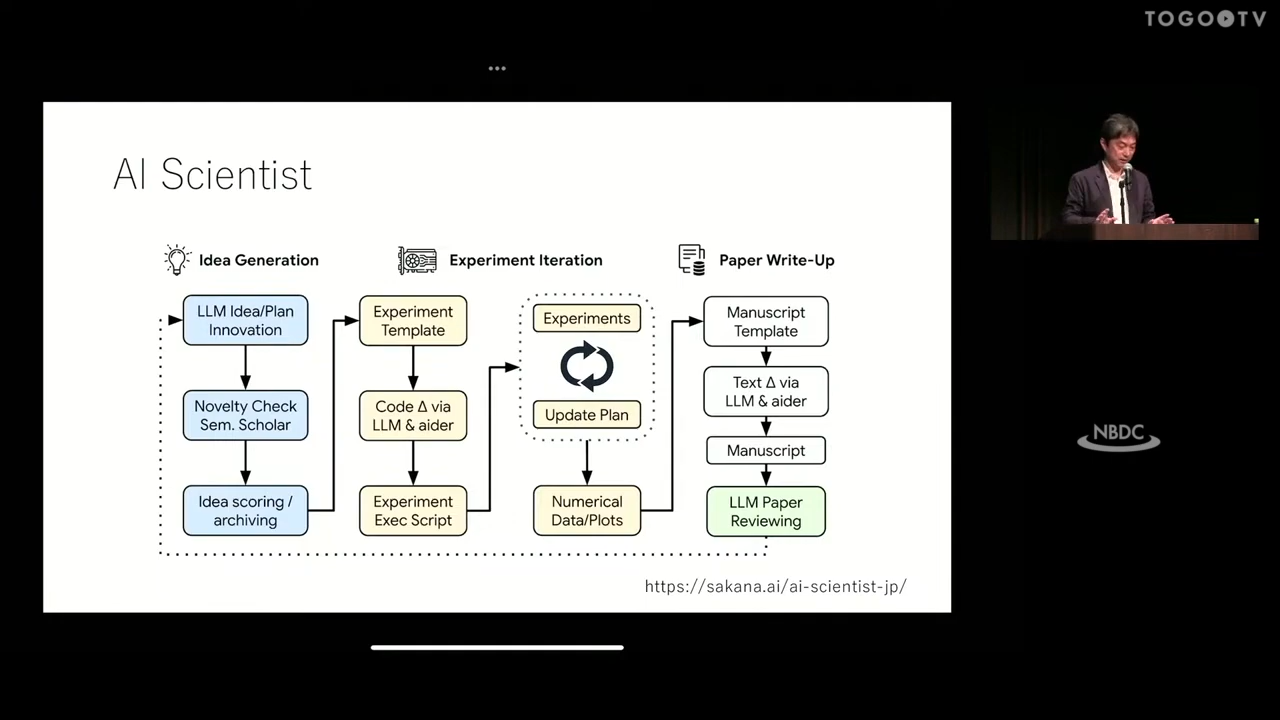 TOGO TV
AI Scientist
Idea Generation
LLM Idea/Plan
Innovation
Novelty Check
Sem. Scholar
Idea scoring /
archiving
Experiment Iteration
Experiment
Template
Code Δ via
LLM & aider
Experiment
Exec Script
Experiments
Update Plan
Numerical
Data/Plots
Paper Write-Up
Manuscript
Template
Text Δ via
LLM & aider
Manuscript
LLM Paper
Reviewing
https://sakana.ai/ai-scientist-jp/
NBDC